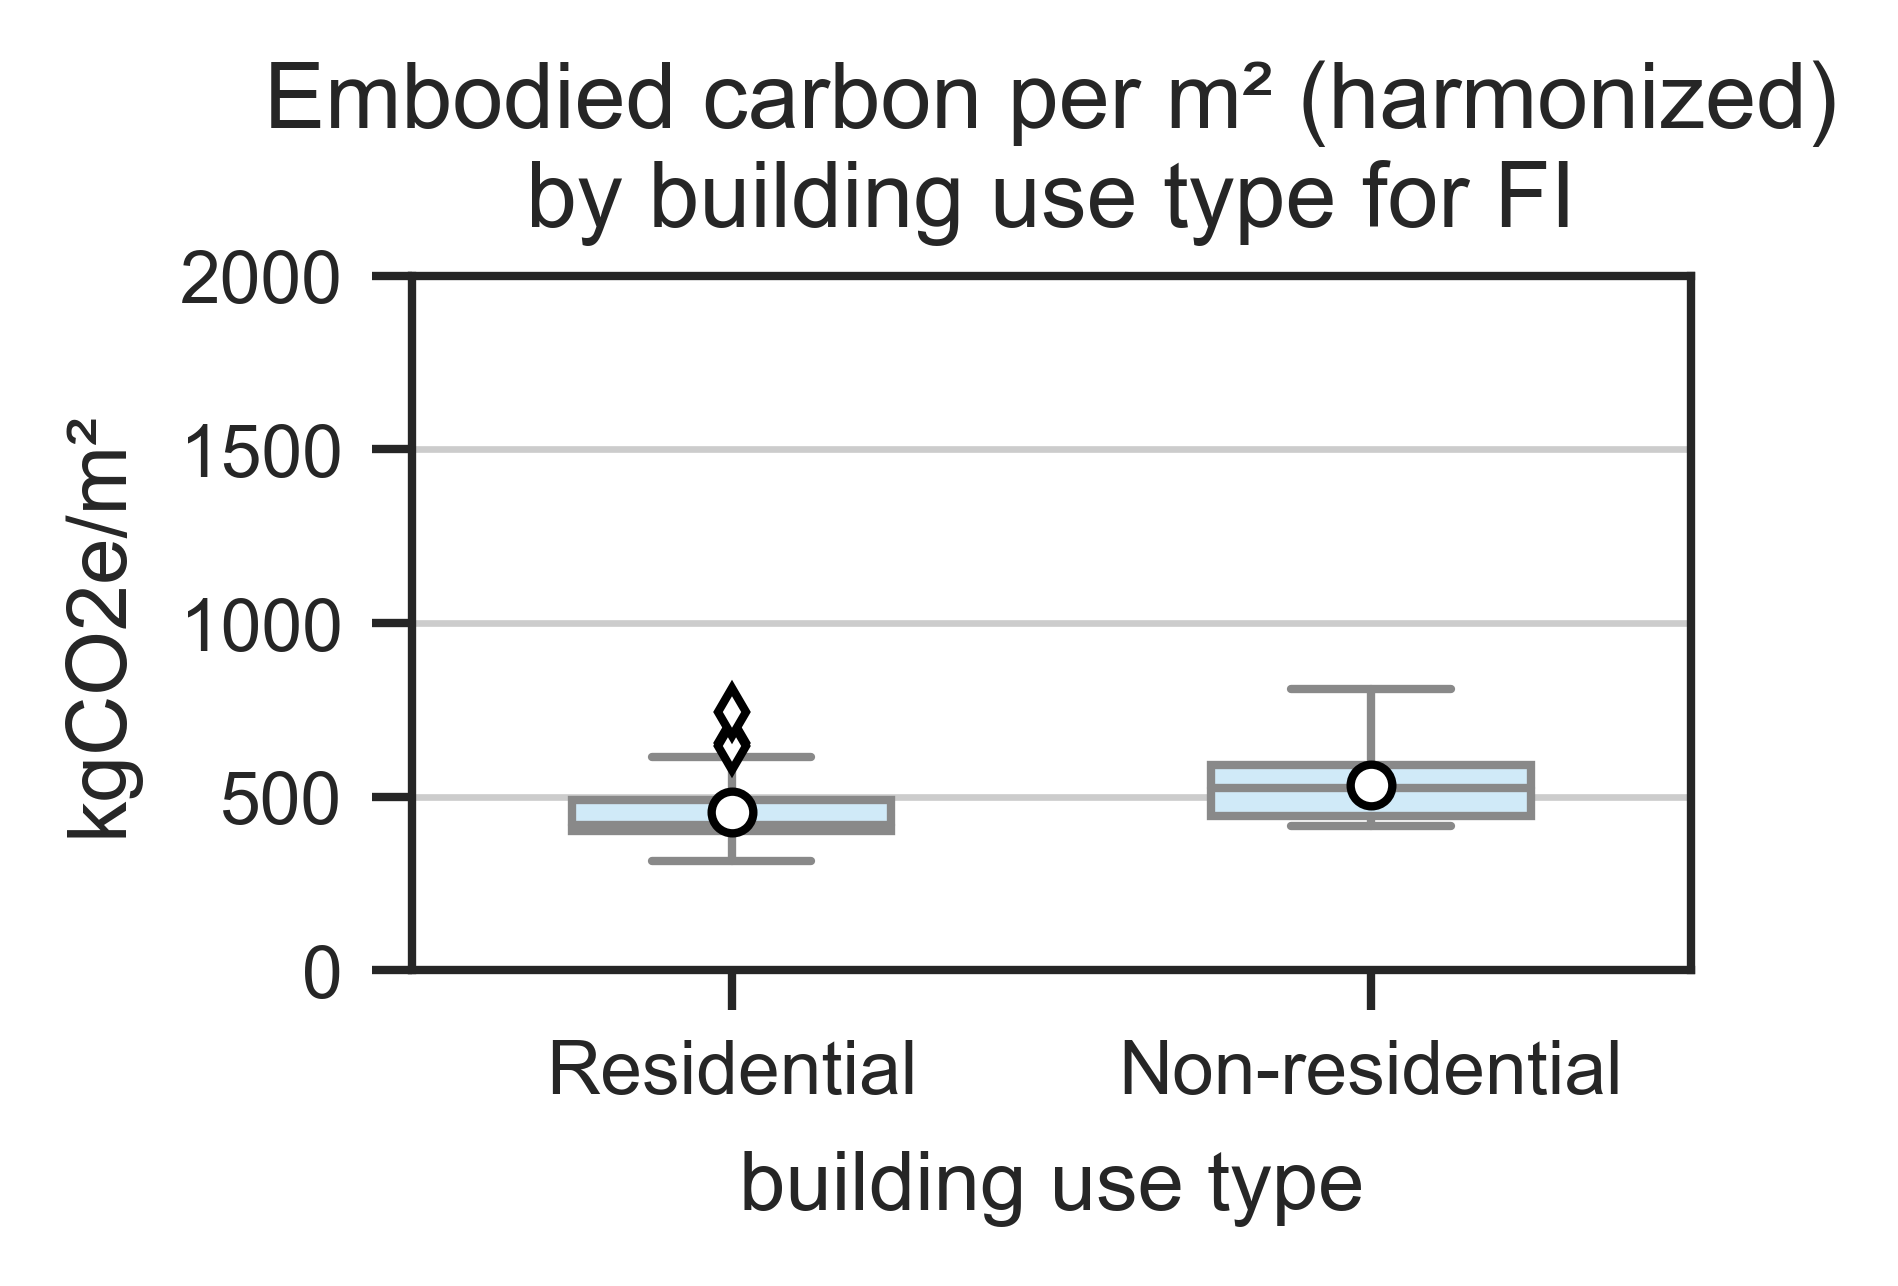 Embodied carbon per m² (harmonized)
by building use type for FI
2000
1500
1000
500
0
kgCO2e/m²
Residential
Non-residential
building use type